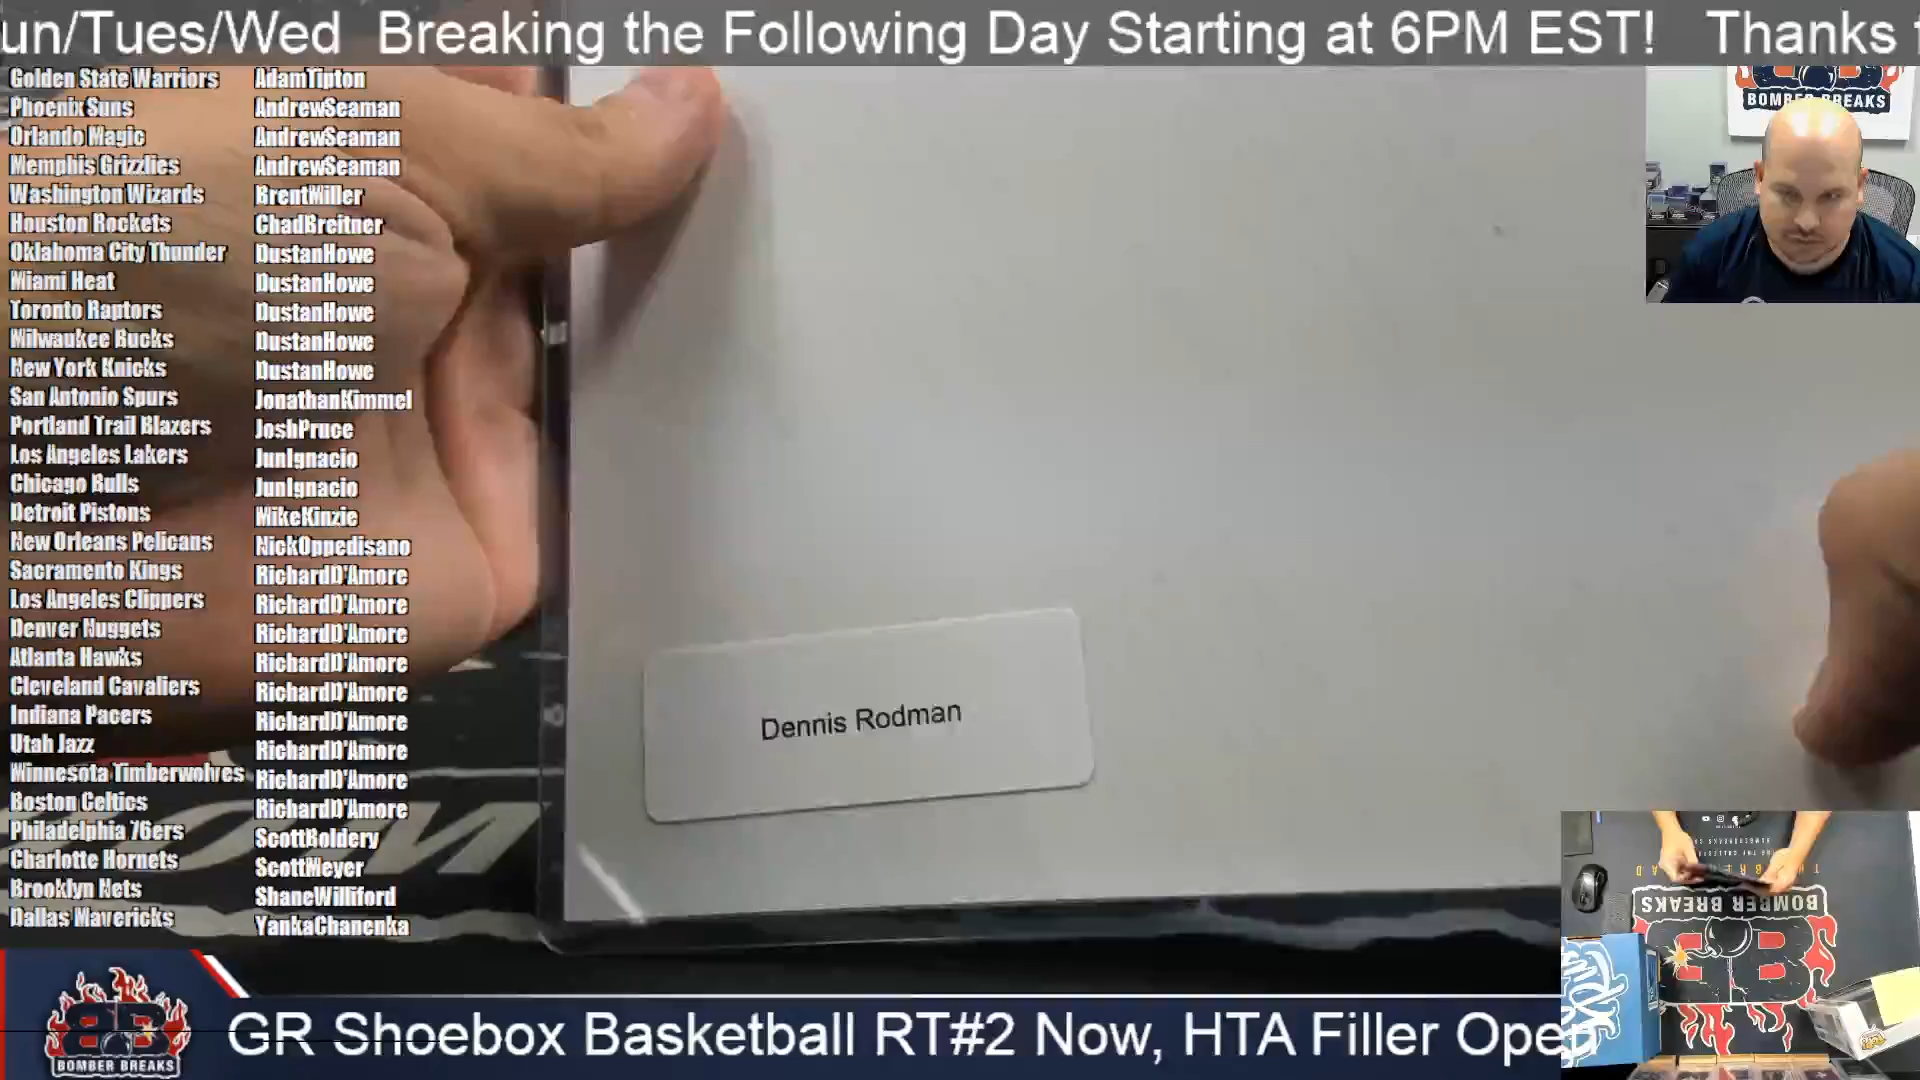 un/Tues/Wed Breaking the Following Day Starting at 6PM EST! Thanks
Golden State Warriors AdamTipton
Phoenix Suns AndrewSeaman
Orlando Magic AndrewSeaman
Memphis Grizzlies AndrewSeaman
Washington Wizards BrentMiller
Houston Rockets ChadBreitner
Oklahoma City Thunder DustanHowe
Miami Heat DustanHowe
Toronto Raptors DustanHowe
Milwaukee Bucks DustanHowe
New York Knicks DustanHowe
San Antonio Spurs JonathanKimmel
Portland Trail Blazers JoshPruce
Los Angeles Lakers JunIgnacio
Chicago Bulls JunIgnacio
Detroit Pistons MikeKinzie
New Orleans Pelicans NickOppedisano
Sacramento Kings RichardD'Amore
Los Angeles Clippers RichardD'Amore
Denver Nuggets RichardD'Amore
Atlanta Hawks RichardD'Amore
Cleveland Cavaliers RichardD'Amore
Indiana Pacers RichardD'Amore
Utah Jazz RichardD'Amore
Minnesota Timberwolves RichardD'Amore
Boston Celtics RichardD'Amore
Philadelphia 76ers ScottBoldery
Charlotte Hornets ScottMeyer
Brooklyn Nets ShaneWilliford
Dallas Mavericks YankaChanenka
BOMBER BREAKS
Dennis Rodman
BOMBER BREAKS
BB
BOMBER BREAKS
GR Shoebox Basketball RT#2 Now, HTA Filler Open